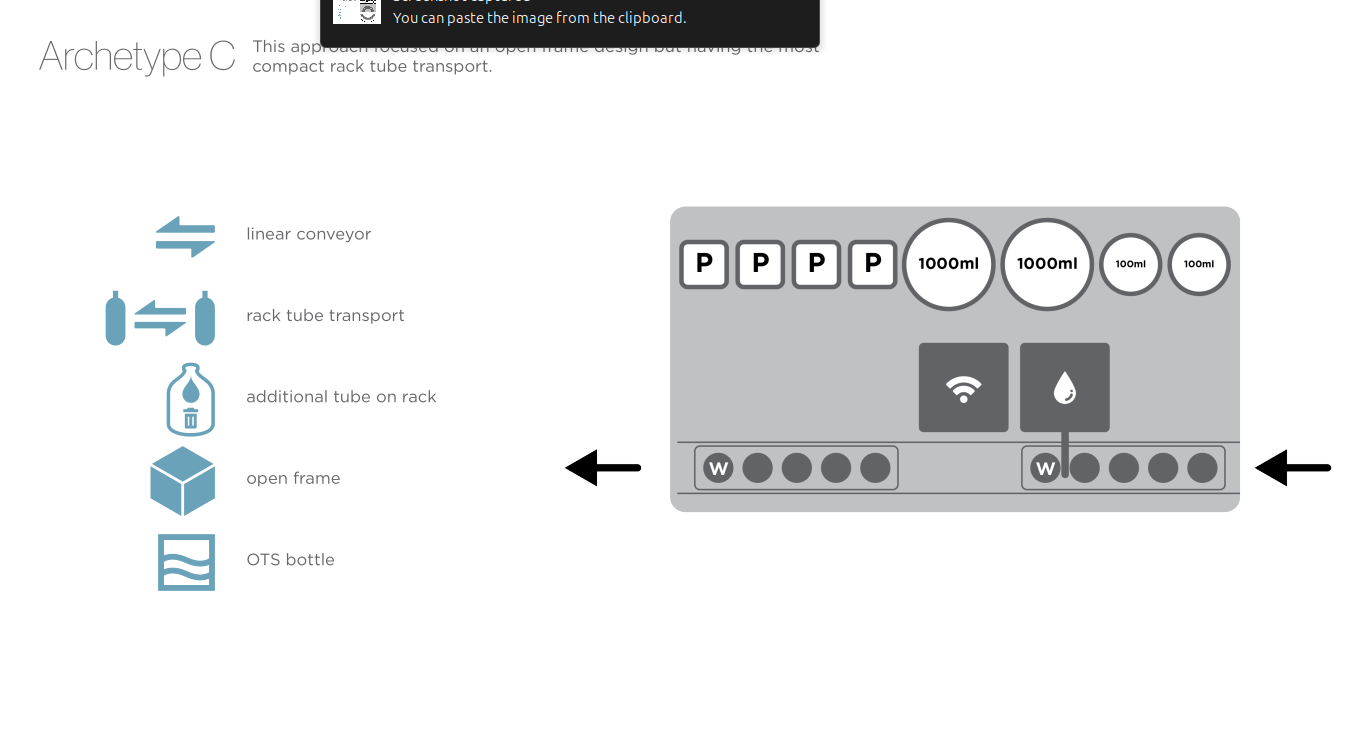 You can paste the image from the clipboard.
Archetype C
This approach focused on an open frame design but having the most
compact rack tube transport.
linear conveyor
rack tube transport
additional tube on rack
open frame
OTS bottle
P P P P 1000ml 1000ml 100ml 100ml
W W